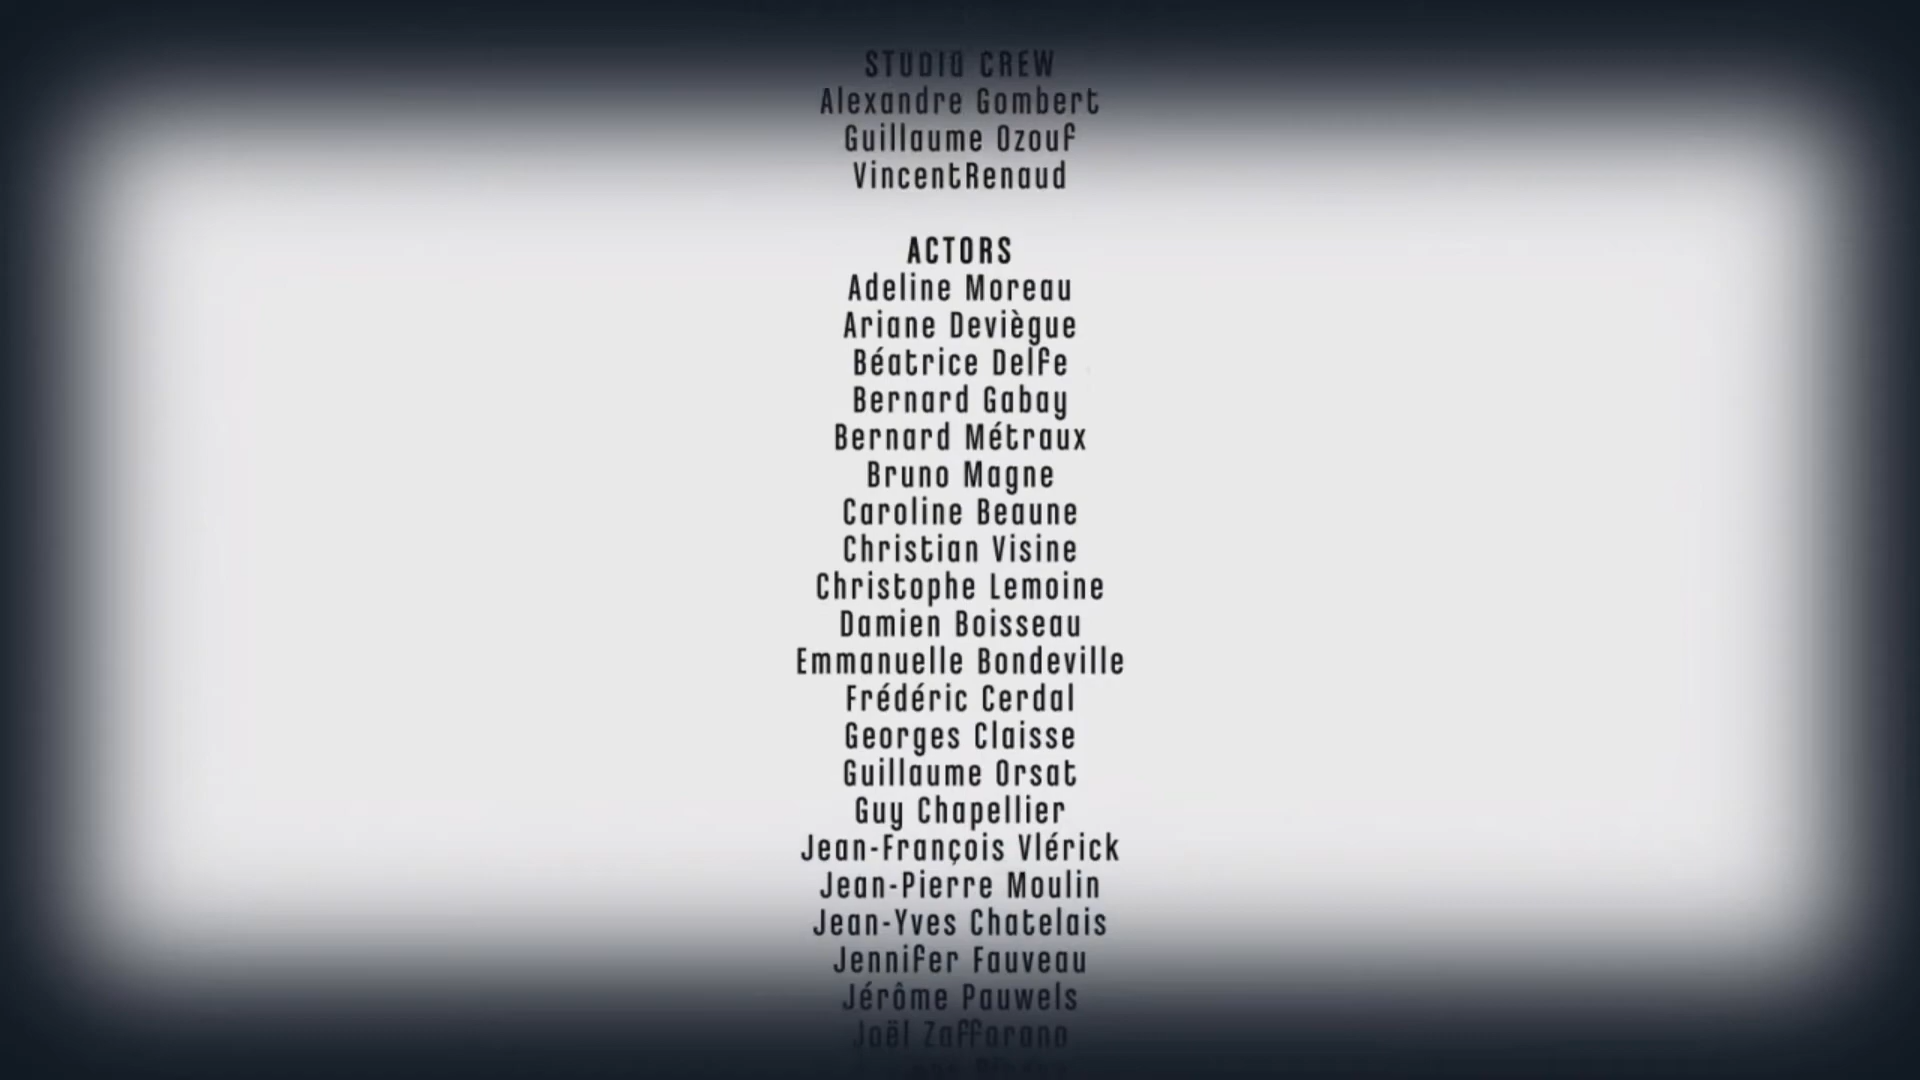 STUDIO CREW
Alexandre Gombert
Guillaume Ozouf
VincentRenaud
ACTORS
Adeline Moreau
Ariane Deviègue
Béatrice Delfe
Bernard Gabay
Bernard Métraux
Bruno Magne
Caroline Beaune
Christian Visine
Christophe Lemoine
Damien Boisseau
Emmanuelle Bondeville
Frédéric Cerdal
Georges Claisse
Guillaume Orsat
Guy Chapellier
Jean-François Vlérick
Jean-Pierre Moulin
Jean-Yves Chatelais
Jennifer Fauveau
Jérôme Pauwels
Joël Zaffarano